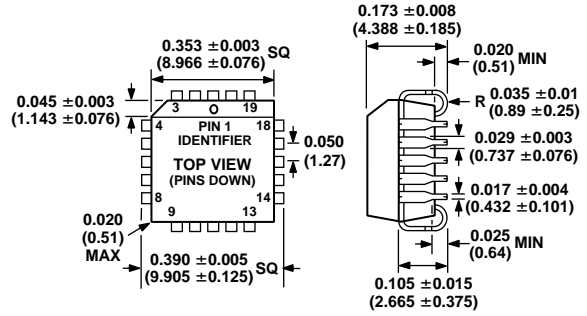 0.353 ±0.003 SQ
(8.966 ±0.076)
0.045 ±0.003
(1.143 ±0.076)
3
19
4
PIN 1
IDENTIFIER
18
TOP VIEW
(PINS DOWN)
0.050
(1.27)
8
14
9
13
0.020
(0.51)
MAX
0.390 ±0.005 SQ
(9.905 ±0.125)
0.173 ±0.008
(4.388 ±0.185)
0.020 MIN
(0.51)
R 0.035 ±0.01
(0.89 ±0.25)
0.029 ±0.003
(0.737 ±0.076)
0.017 ±0.004
(0.432 ±0.101)
0.025 MIN
(0.64)
0.105 ±0.015
(2.665 ±0.375)